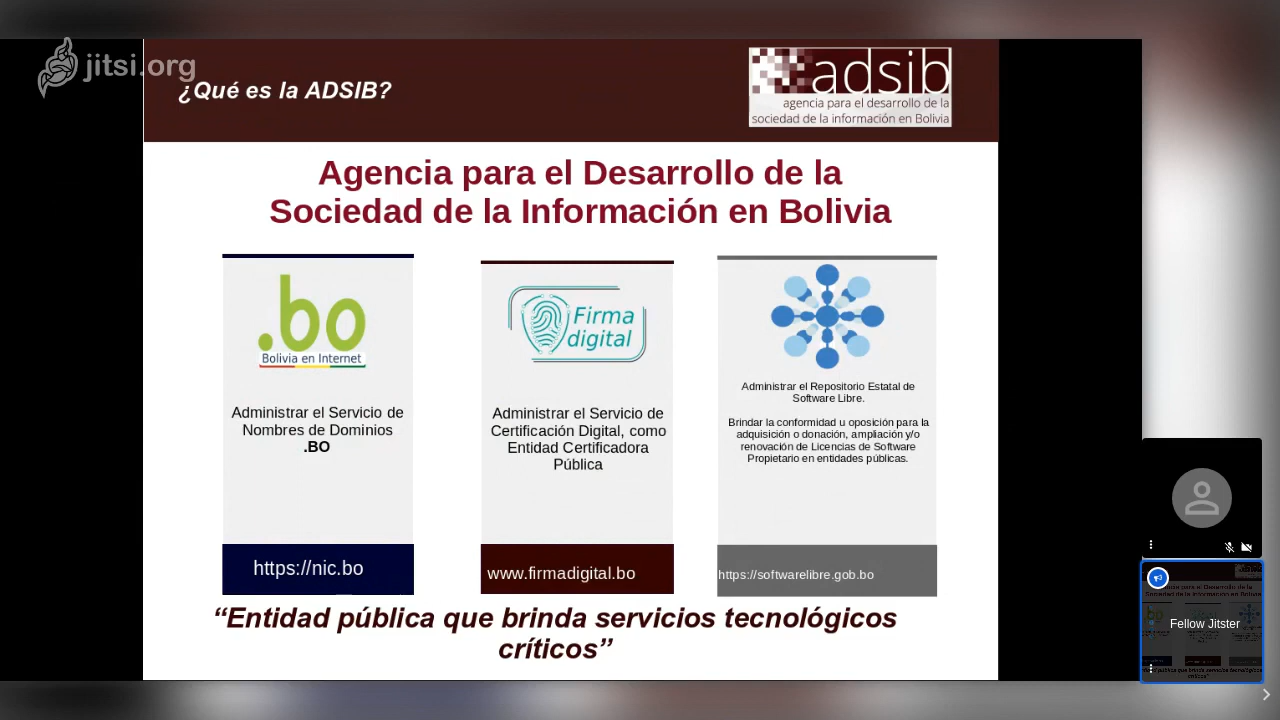 jitsi.org
¿Qué es la ADSIB?
adsib
agencia para el desarrollo de la
sociedad de la información en Bolivia
Agencia para el Desarrollo de la
Sociedad de la Información en Bolivia
.bo
Bolivia en Internet
Administrar el Servicio de
Nombres de Dominios
.BO
https://nic.bo
Firma
digital
Administrar el Servicio de
Certificación Digital, como
Entidad Certificadora
Pública
www.firmadigital.bo
Administrar el Repositorio Estatal de
Software Libre.
Brindar la conformidad u oposición para la
adquisición o donación, ampliación y/o
renovación de Licencias de Software
Propietario en entidades públicas.
https://softwarelibre.gob.bo
“Entidad pública que brinda servicios tecnológicos
críticos”
Fellow Jitster